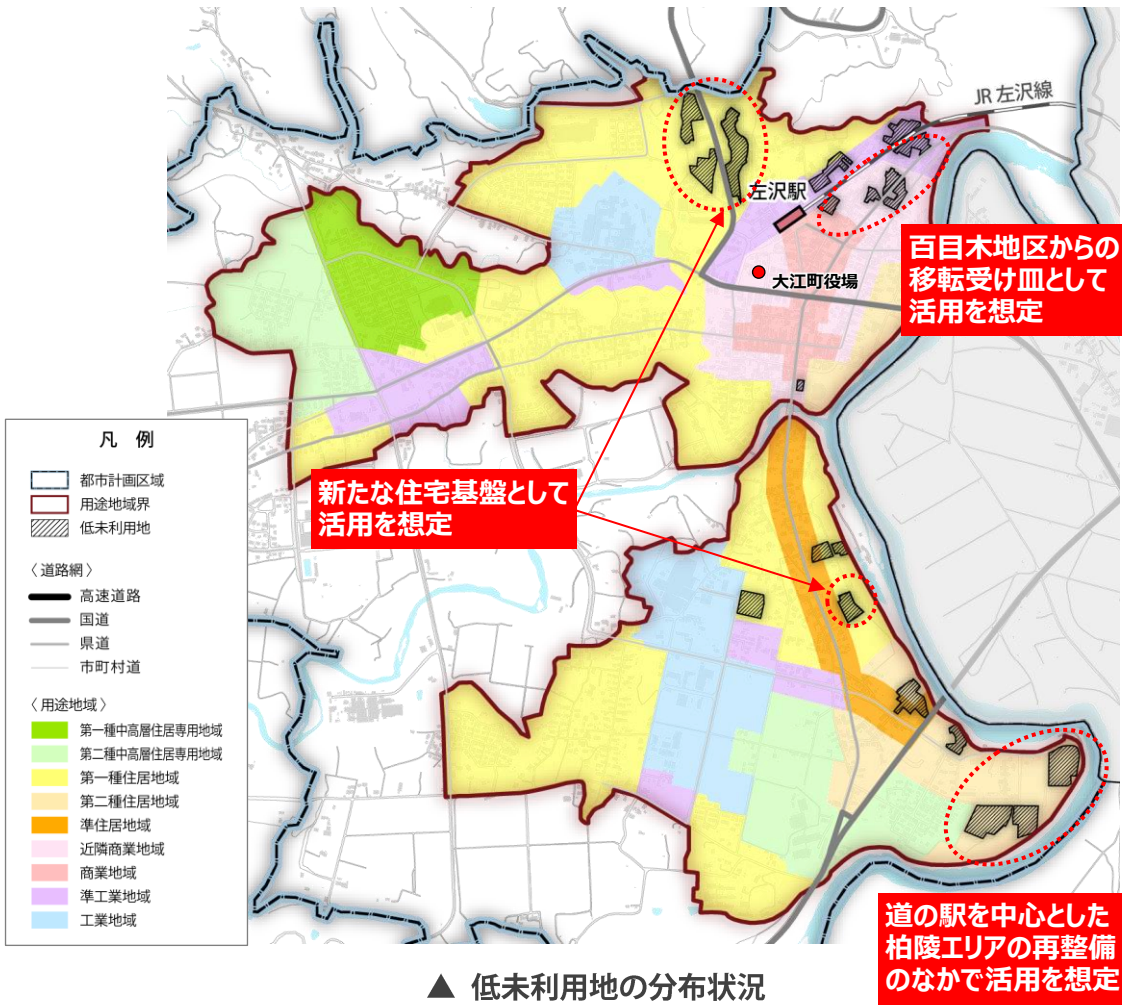 JR 左沢線
左沢駅
大江町役場
百目木地区からの
移転受け皿として
活用を想定
新たな住宅基盤として
活用を想定
凡 例
都市計画区域
用途地域界
低未利用地
〈道路網〉
高速道路
国道
県道
市町村道
〈用途地域〉
第一種中高層住居専用地域
第二種中高層住居専用地域
第一種住居地域
第二種住居地域
準住居地域
近隣商業地域
商業地域
準工業地域
工業地域
道の駅を中心とした
柏陵エリアの再整備
のなかで活用を想定
▲ 低未利用地の分布状況